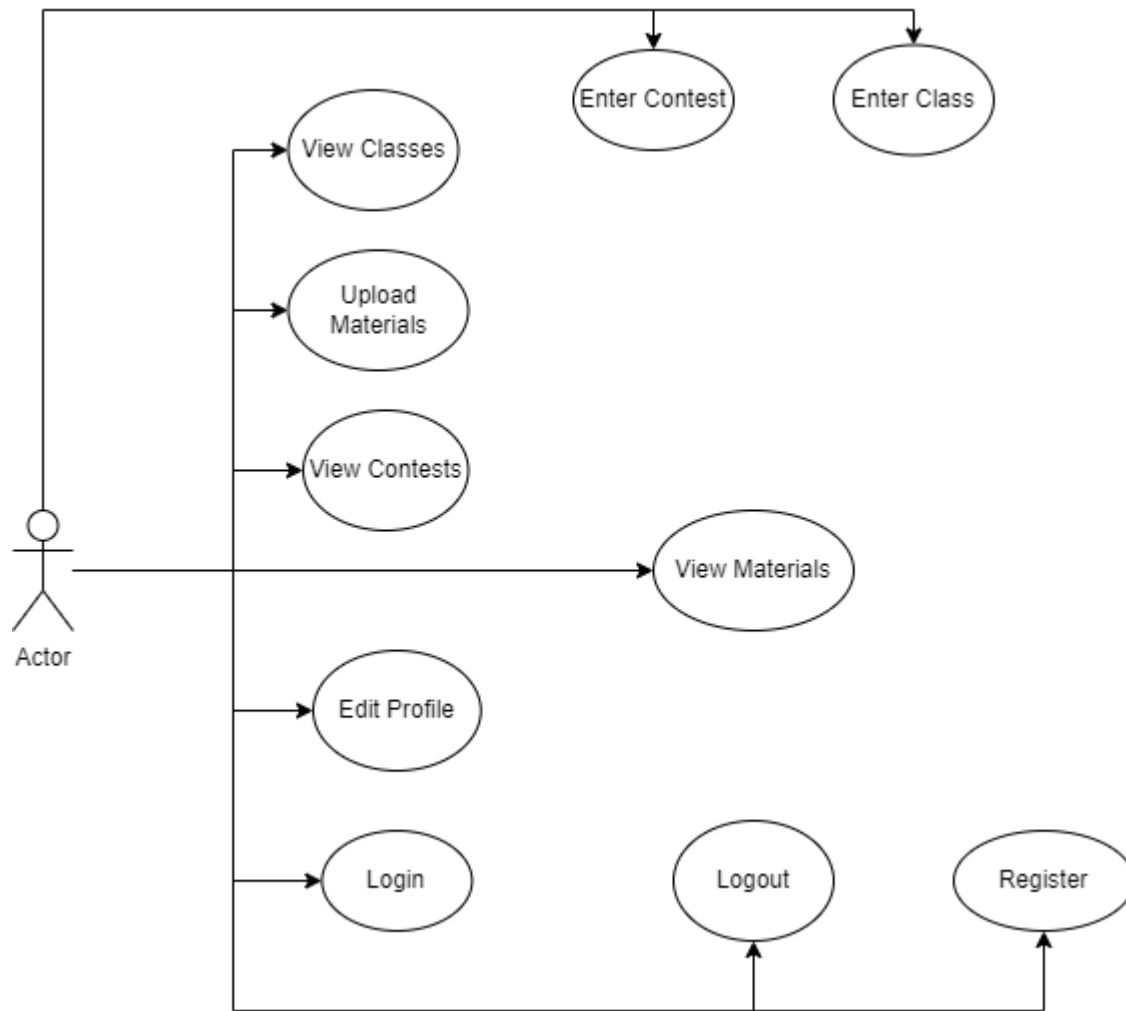 Enter Contest
Enter Class
View Classes
Upload
Materials
View Contests
View Materials
Actor
Edit Profile
Login
Logout
Register